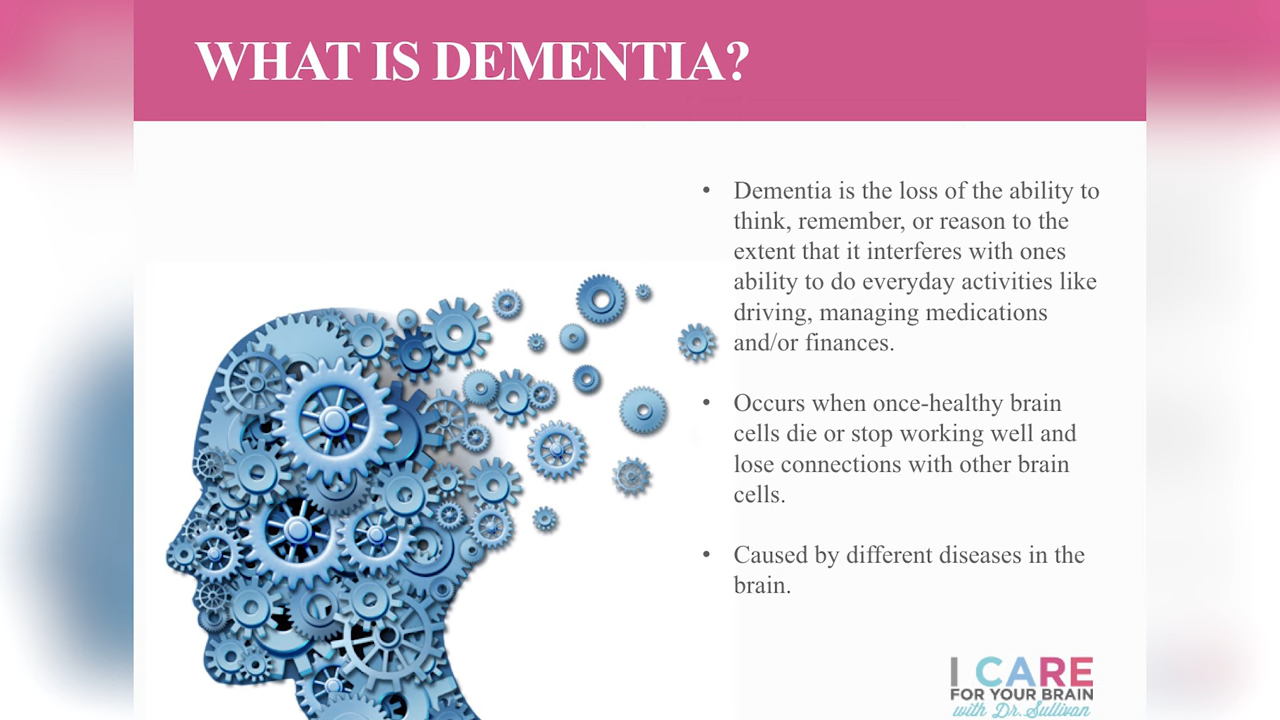 WHAT IS DEMENTIA?
• Dementia is the loss of the ability to
think, remember, or reason to the
extent that it interferes with ones
ability to do everyday activities like
driving, managing medications
and/or finances.
• Occurs when once-healthy brain
cells die or stop working well and
lose connections with other brain
cells.
• Caused by different diseases in the
brain.
I CARE
FOR YOUR BRAIN
with Dr. Sullivan